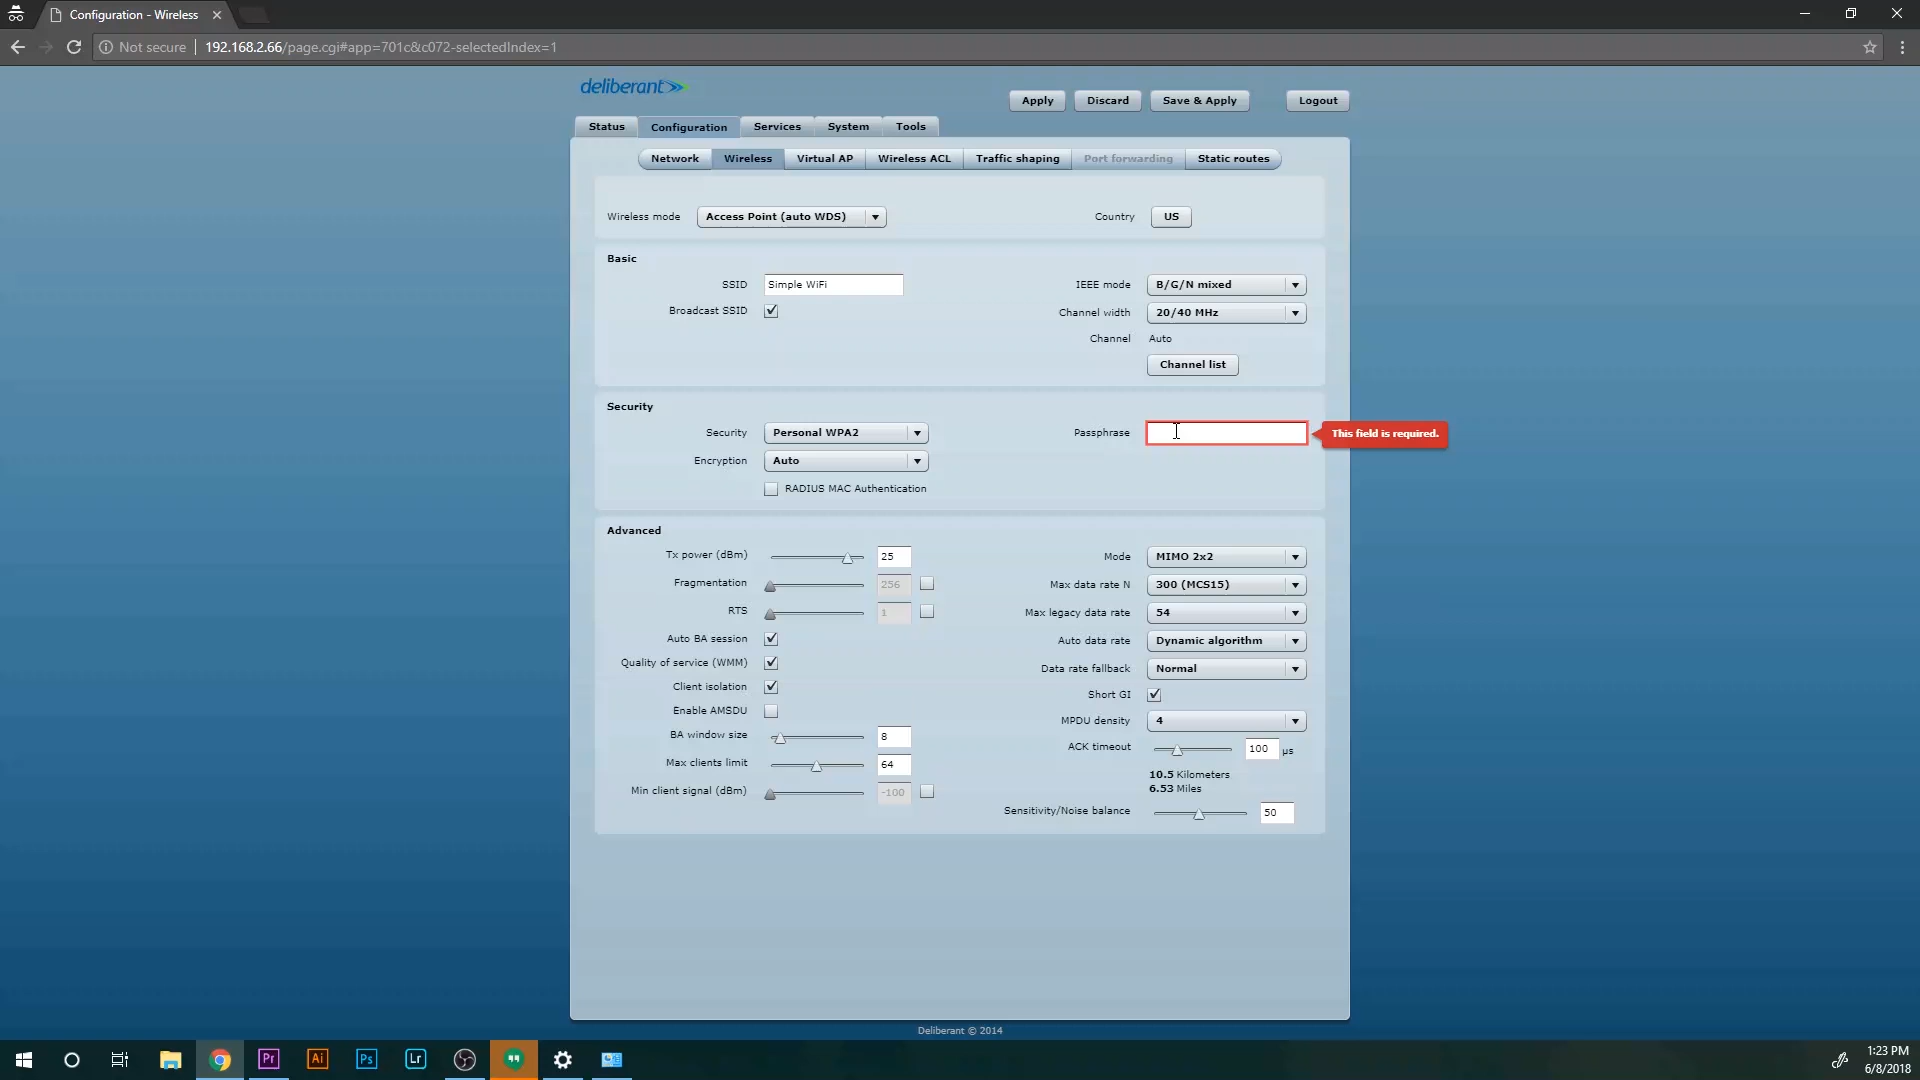 Configuration - Wireless
Not secure | 192.168.2.66/page.cgi#app=701c&c072-selectedIndex=1
deliberant
Apply Discard Save & Apply Logout
Status Configuration Services System Tools
Network Wireless Virtual AP Wireless ACL Traffic shaping Port forwarding Static routes
Wireless mode Access Point (auto WDS) Country US
Basic
SSID Simple WiFi IEEE mode B/G/N mixed
Broadcast SSID Channel width 20/40 MHz
Channel Auto
Channel list
Security
Security Personal WPA2 Passphrase This field is required.
Encryption Auto
RADIUS MAC Authentication
Advanced
Tx power (dBm) 25 Mode MIMO 2x2
Fragmentation 256 Max data rate N 300 (MCS15)
RTS 1 Max legacy data rate 54
Auto BA session Auto data rate Dynamic algorithm
Quality of service (WMM) Data rate fallback Normal
Client isolation Short GI
Enable AMSDU MPDU density 4
BA window size 8 ACK timeout 100 µs
Max clients limit 64 10.5 Kilometers
6.53 Miles
Min client signal (dBm) -100 Sensitivity/Noise balance 50
Deliberant © 2014
Pr Ai Ps Lr
1:23 PM
6/8/2018